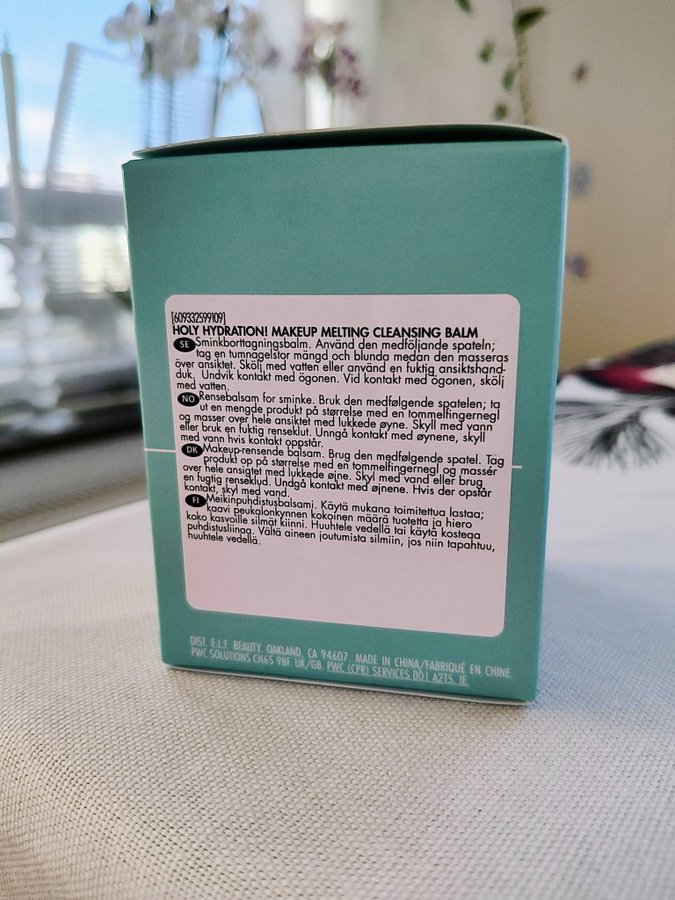 [609332599109]
HOLY HYDRATION! MAKEUP MELTING CLEANSING BALM
SE Sminkborttagningsbalm. Använd den medföljande spateln;
tag en tumnagelstor mängd och blunda medan den masseras
över ansiktet. Skölj med vatten eller använd en fuktig ansiktshand-
duk. Undvik kontakt med ögonen. Vid kontakt med ögonen, skölj
med vatten.
NO Rensebalsam for sminke. Bruk den medfølgende spatelen; ta
ut en mengde produkt på størrelse med en tommelfingernegl
og masser over hele ansiktet med lukkede øyne. Skyll med vann
eller bruk en fuktig renseklut. Unngå kontakt med øynene, skyll
med vann hvis kontakt oppstår.
DK Makeup-rensende balsam. Brug den medfølgende spatel. Tag
produkt op på størrelse med en tommelfingernegl og massér
over hele ansigtet med lukkede øjne. Skyl med vand eller brug
en fugtig renseklud. Undgå kontakt med øjnene. Hvis der opstår
kontakt, skyl med vand.
FI Meikinpuhdistusbalsami. Käytä mukana toimitettua lastaa;
kaavi peukalonkynnen kokoinen määrä tuotetta ja hiero
koko kasvoille silmät kiinni. Huuhtele vedellä tai käytä kosteaa
puhdistusliinaa. Vältä aineen joutumista silmiin, jos niin tapahtuu,
huuhtele vedellä.
DIST. E.L.F. BEAUTY, OAKLAND, CA 94607. MADE IN CHINA/FABRIQUÉ EN CHINE.
PWC SOLUTIONS CH65 9BF. UK/GB. PWC (CPR) SERVICES DD1 A2T5. IE.